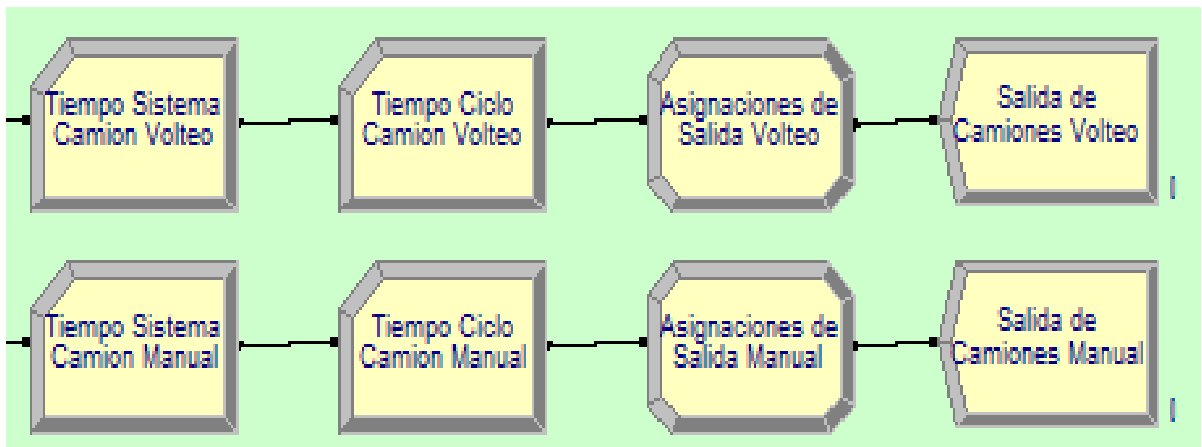 Tiempo Sistema
Camion Volteo
Tiempo Ciclo
Camion Volteo
Asignaciones de
Salida Volteo
Salida de
Camiones Volteo
Tiempo Sistema
Camion Manual
Tiempo Ciclo
Camion Manual
Asignaciones de
Salida Manual
Salida de
Camiones Manual